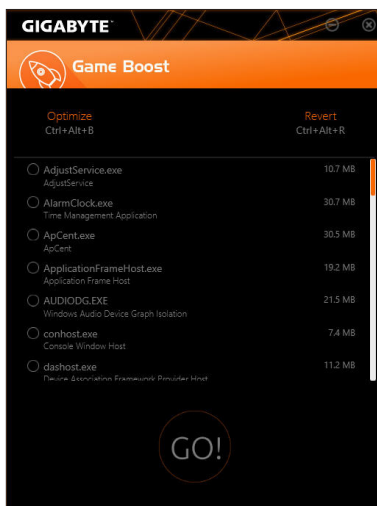 GIGABYTE
Game Boost
Optimize
Ctrl+Alt+B
Revert
Ctrl+Alt+R
AdjustService.exe 10.7 MB
AdjustService
AlarmClock.exe 30.7 MB
Time Management Application
ApCent.exe 30.5 MB
ApCent
ApplicationFrameHost.exe 19.2 MB
Application Frame Host
AUDIODG.EXE 21.5 MB
Windows Audio Device Graph Isolation
conhost.exe 7.4 MB
Console Window Host
dashost.exe 11.2 MB
Device Association Framework Provider Host
GO!